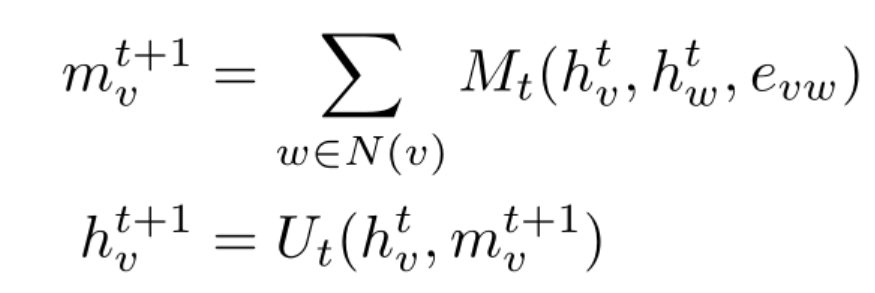 $m_v^{t+1} = \sum_{w \in N(v)} M_t(h_v^t, h_w^t, e_{vw})$
$h_v^{t+1} = U_t(h_v^t, m_v^{t+1})$